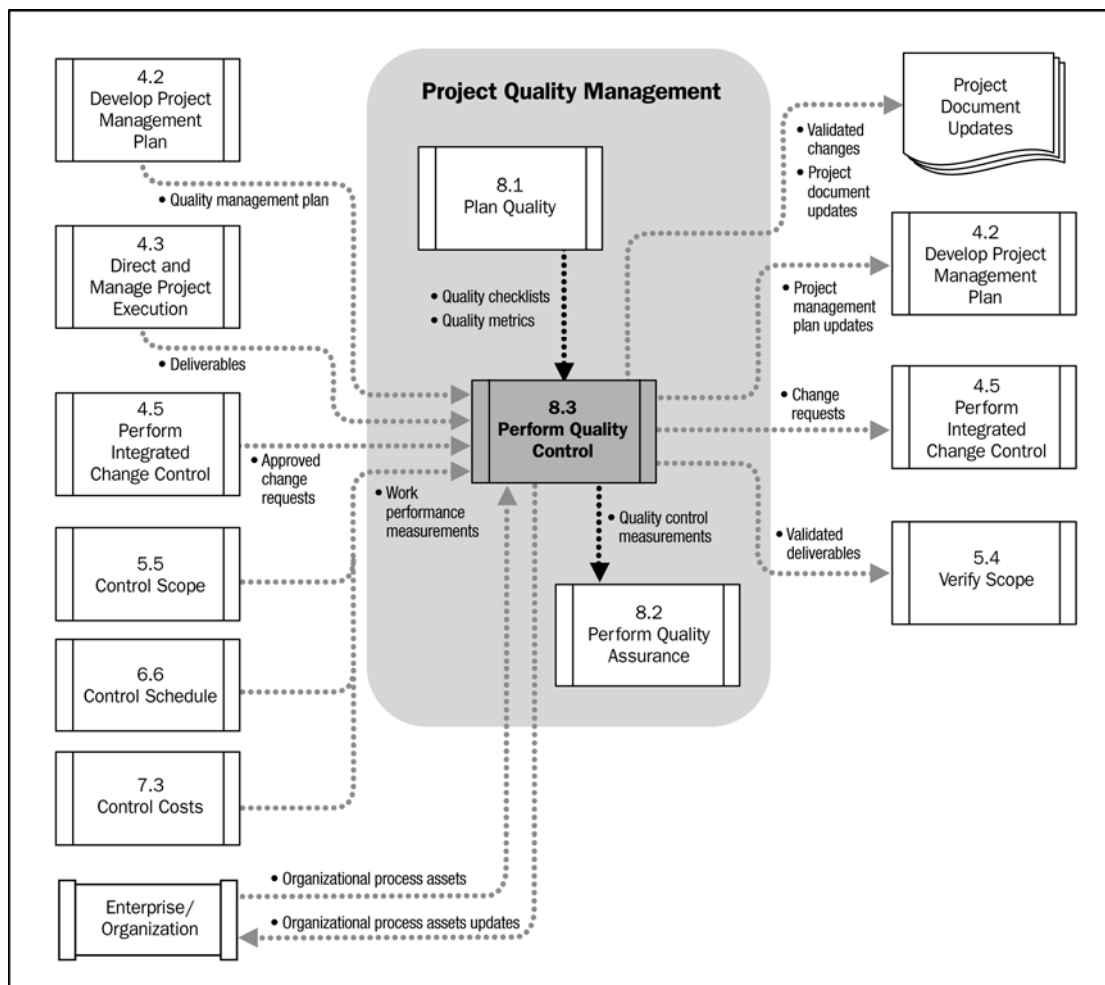 Project Quality Management
4.2
Develop Project
Management
Plan
• Quality management plan
4.3
Direct and
Manage Project
Execution
• Deliverables
4.5
Perform
Integrated
Change Control
• Approved
change
requests
5.5
Control Scope
6.6
Control Schedule
7.3
Control Costs
• Work
performance
measurements
Enterprise/
Organization
• Organizational process assets
• Organizational process assets updates
8.1
Plan Quality
• Quality checklists
• Quality metrics
8.3
Perform Quality
Control
• Quality control
measurements
8.2
Perform Quality
Assurance
• Validated
changes
• Project
document
updates
Project
Document
Updates
• Project
management
plan updates
4.2
Develop Project
Management
Plan
• Change
requests
4.5
Perform
Integrated
Change Control
• Validated
deliverables
5.4
Verify Scope